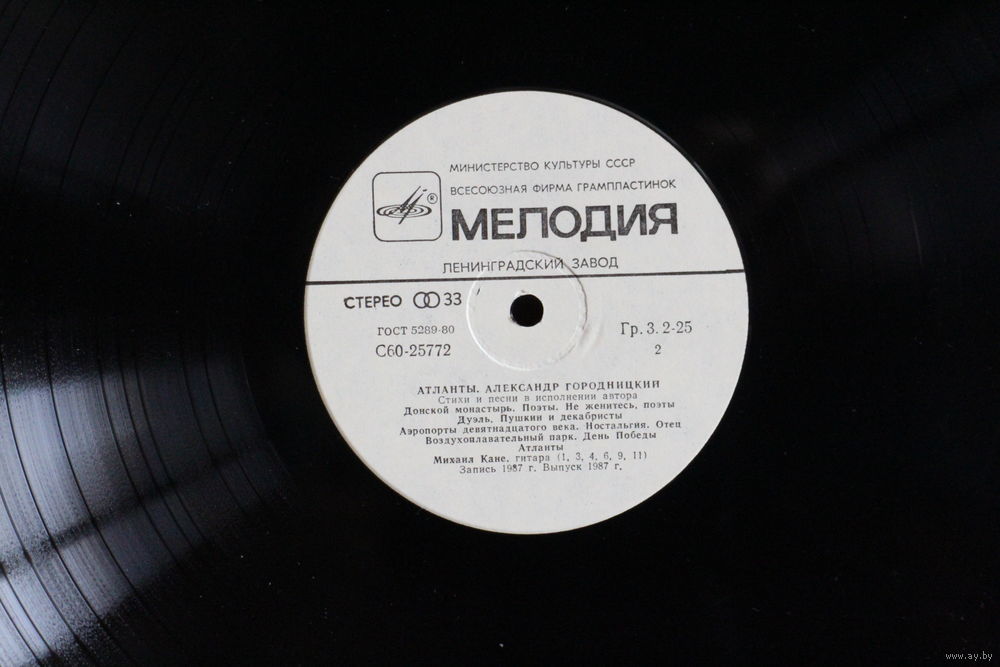 МИНИСТЕРСТВО КУЛЬТУРЫ СССР
ВСЕСОЮЗНАЯ ФИРМА ГРАМПЛАСТИНОК
®
МЕЛОДИЯ
ЛЕНИНГРАДСКИЙ ЗАВОД
СТЕРЕО 33
ГОСТ 5289-80
Гр. 3. 2-25
С60-25772
2
АТЛАНТЫ. АЛЕКСАНДР ГОРОДНИЦКИЙ
Стихи и песни в исполнении автора
Донской монастырь. Поэты. Не женитесь, поэты
Дуэль. Пушкин и декабристы
Аэропорты девятнадцатого века. Ностальгия. Отец
Воздухоплавательный парк. День Победы
Атланты
Михаил Кане, гитара (1, 3, 4, 6, 9, 11)
Запись 1987 г. Выпуск 1987 г.
www.ay.by